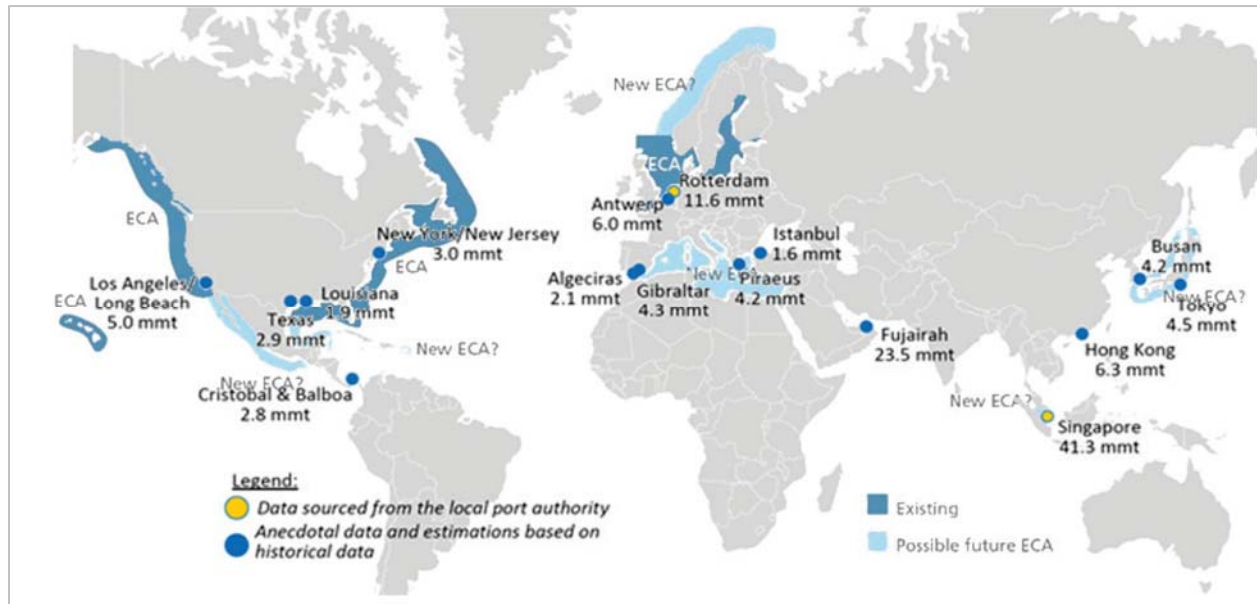 New ECA?
ECA
Rotterdam
11.6 mmt
Antwerp
6.0 mmt
ECA
New York/New Jersey
3.0 mmt
ECA
Istanbul
1.6 mmt
Busan
4.2 mmt
Los Angeles/
Long Beach
5.0 mmt
ECA
Louisiana
1.9 mmt
Texas
2.9 mmt
Algeciras
2.1 mmt
Gibraltar
4.3 mmt
New ECA
Piraeus
4.2 mmt
New ECA?
Tokyo
4.5 mmt
Fujairah
23.5 mmt
Hong Kong
6.3 mmt
New ECA?
New ECA?
Cristobal & Balboa
2.8 mmt
New ECA?
Singapore
41.3 mmt
Legend:
Data sourced from the local port authority
Anecdotal data and estimations based on
historical data
Existing
Possible future ECA